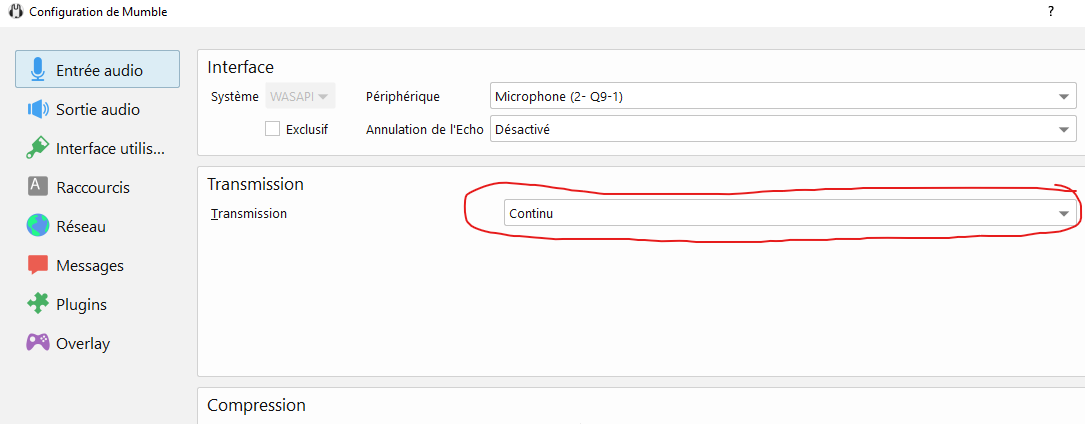 Configuration de Mumble
?
Entrée audio
Sortie audio
Interface utilis...
Raccourcis
Réseau
Messages
Plugins
Overlay
Interface
Système WASAPI Périphérique Microphone (2- Q9-1)
Exclusif Annulation de l'Echo Désactivé
Transmission
Transmission Continu
Compression